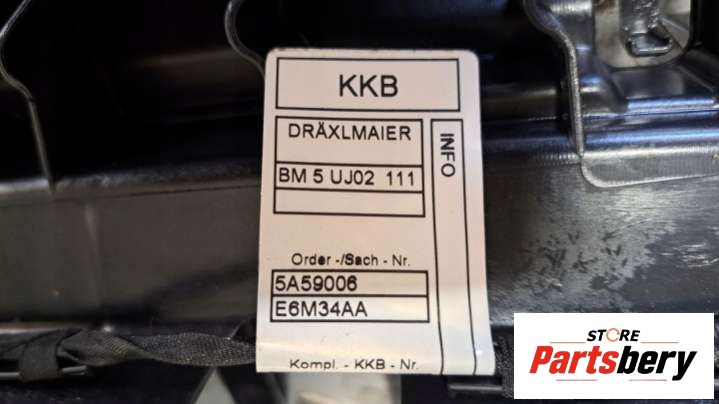 KKB
DRÄXLMAIER
BM 5 UJ02 111
INFO
Order -/Sach - Nr.
5A59006
E6M34AA
Kompl. - KKB - Nr.
STORE
Partsbery